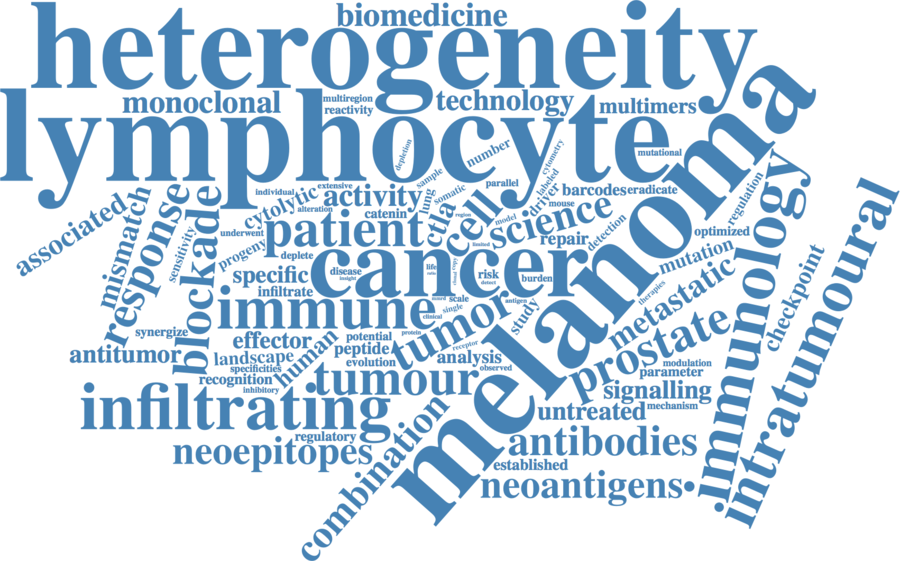 biomedicine
heterogeneity
monoclonal
multiregion
reactivity
technology
multimers
lymphocyte
depletion
number
cytometry
mutational
melanoma
individual
extensive
sample
somatic
parallel
labeled
barcodes
eradicate
associated
mismatch
response
sensitivity
blockade
cytolytic
alteration
activity
catenin
lung
ctla
region
cell
model
driver
mouse
science
regulation
immunology
underwent
progeny
patient
deplete
limited
repair
detection
optimized
mutation
intratumoural
specific
infiltrate
disease
insight
cancer
life
copy
clonal
risk
detect
burden
therapies
metastatic
checkpoint
synergize
immune
scale
single
clinical
antigen
study
tumor
protein
receptor
antitumor
effector
landscape
specificities
recognition
inhibitory
human
potential
peptide
evolution
analysis
observed
prostate
modulation
parameter
signalling
mechanism
tumour
untreated
infiltrating
regulatory
neoepitopes
combination
antibodies
established
neoantigens